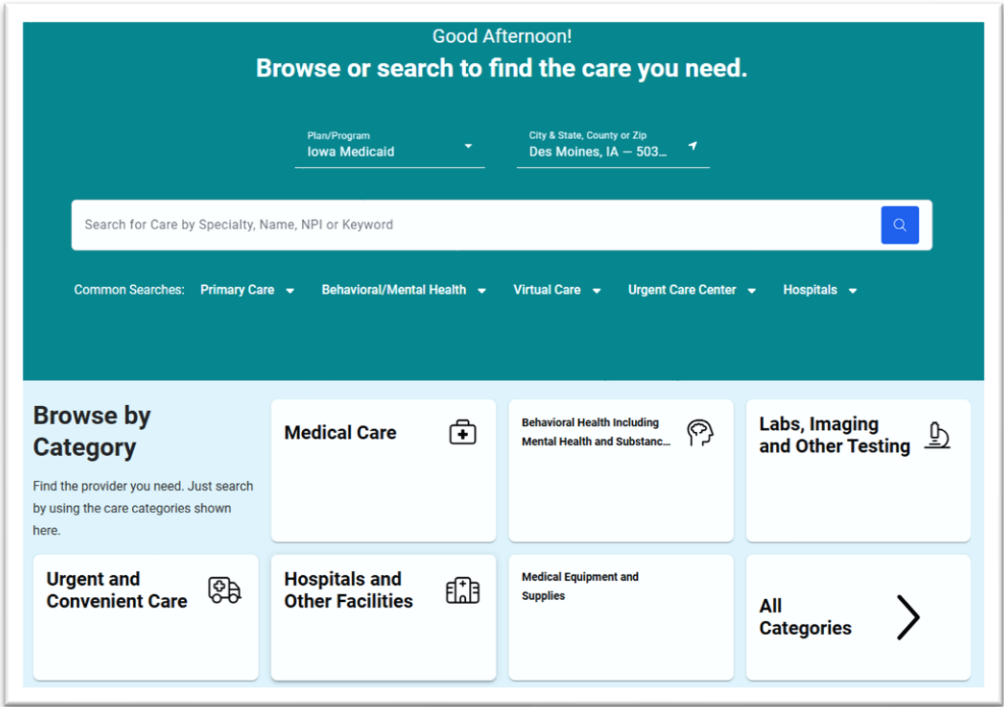 Good Afternoon!
Browse or search to find the care you need.
Plan/Program
Iowa Medicaid
City & State, County or Zip
Des Moines, IA — 503...
Search for Care by Specialty, Name, NPI or Keyword
Common Searches: Primary Care Behavioral/Mental Health Virtual Care Urgent Care Center Hospitals
Browse by
Category
Find the provider you need. Just search
by using the care categories shown
here.
Medical Care
Behavioral Health Including
Mental Health and Substanc...
Labs, Imaging
and Other Testing
Urgent and
Convenient Care
Hospitals and
Other Facilities
Medical Equipment and
Supplies
All
Categories